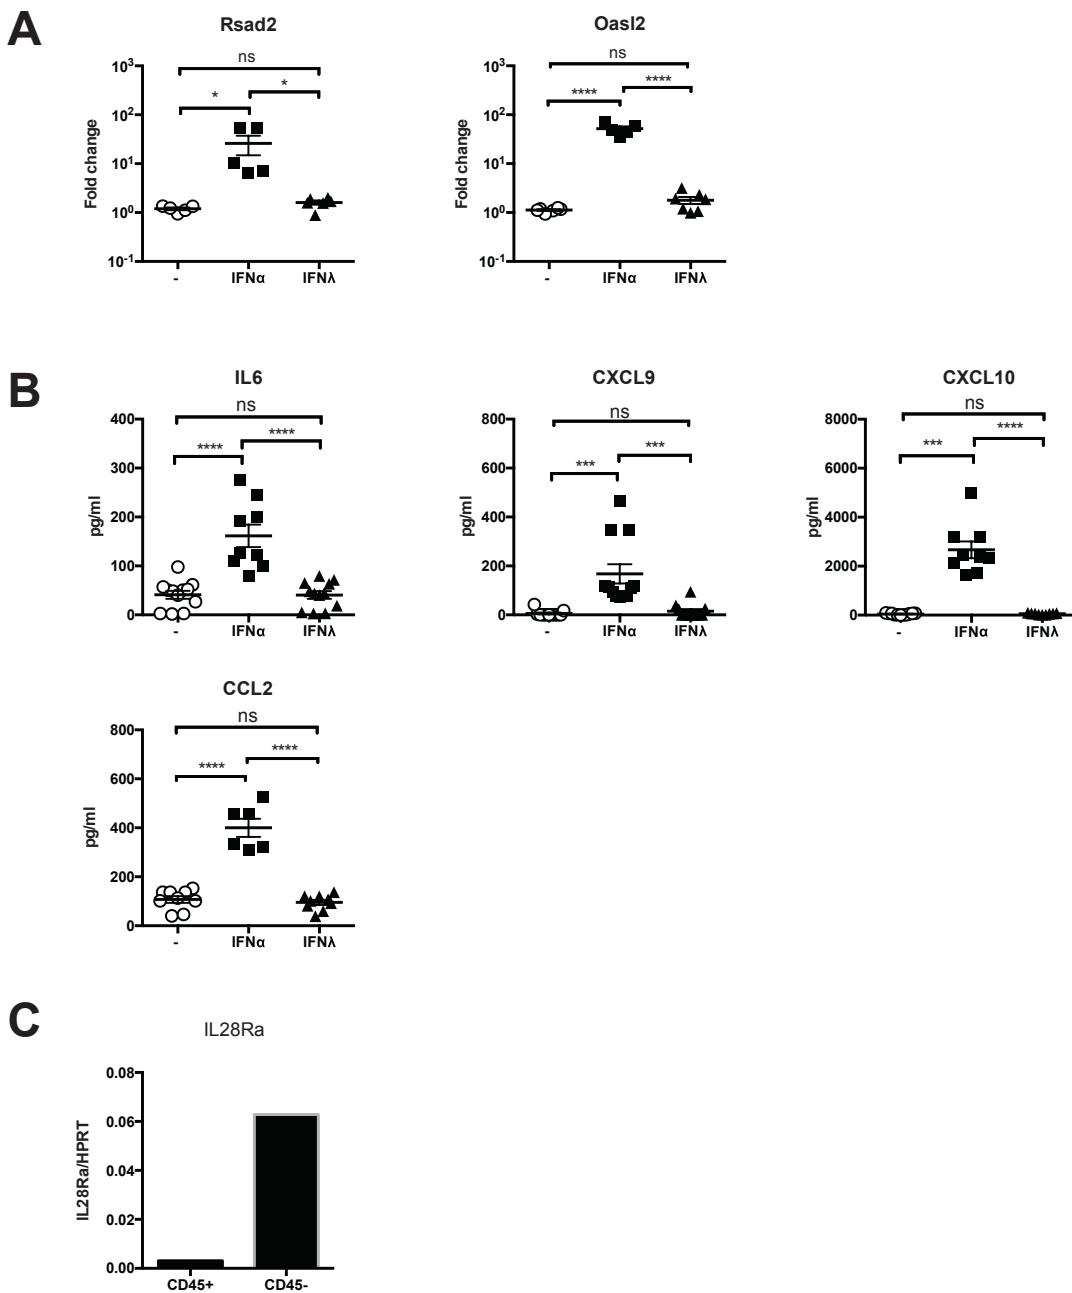 A
Rsad2
Oasl2
ns
ns
* *
**** ****
10³
10²
10¹
10⁰
10⁻¹
Fold change
- IFNα IFNλ
10³
10²
10¹
10⁰
10⁻¹
Fold change
- IFNα IFNλ
B
IL6
ns
**** ****
400
300
200
100
0
pg/ml
- IFNα IFNλ
CXCL9
ns
*** ***
800
600
400
200
0
pg/ml
- IFNα IFNλ
CXCL10
ns
*** ****
8000
6000
4000
2000
0
pg/ml
- IFNα IFNλ
CCL2
ns
**** ****
800
600
400
200
0
pg/ml
- IFNα IFNλ
C
IL28Ra
0.08
0.06
0.04
0.02
0.00
IL28Ra/HPRT
CD45+ CD45-